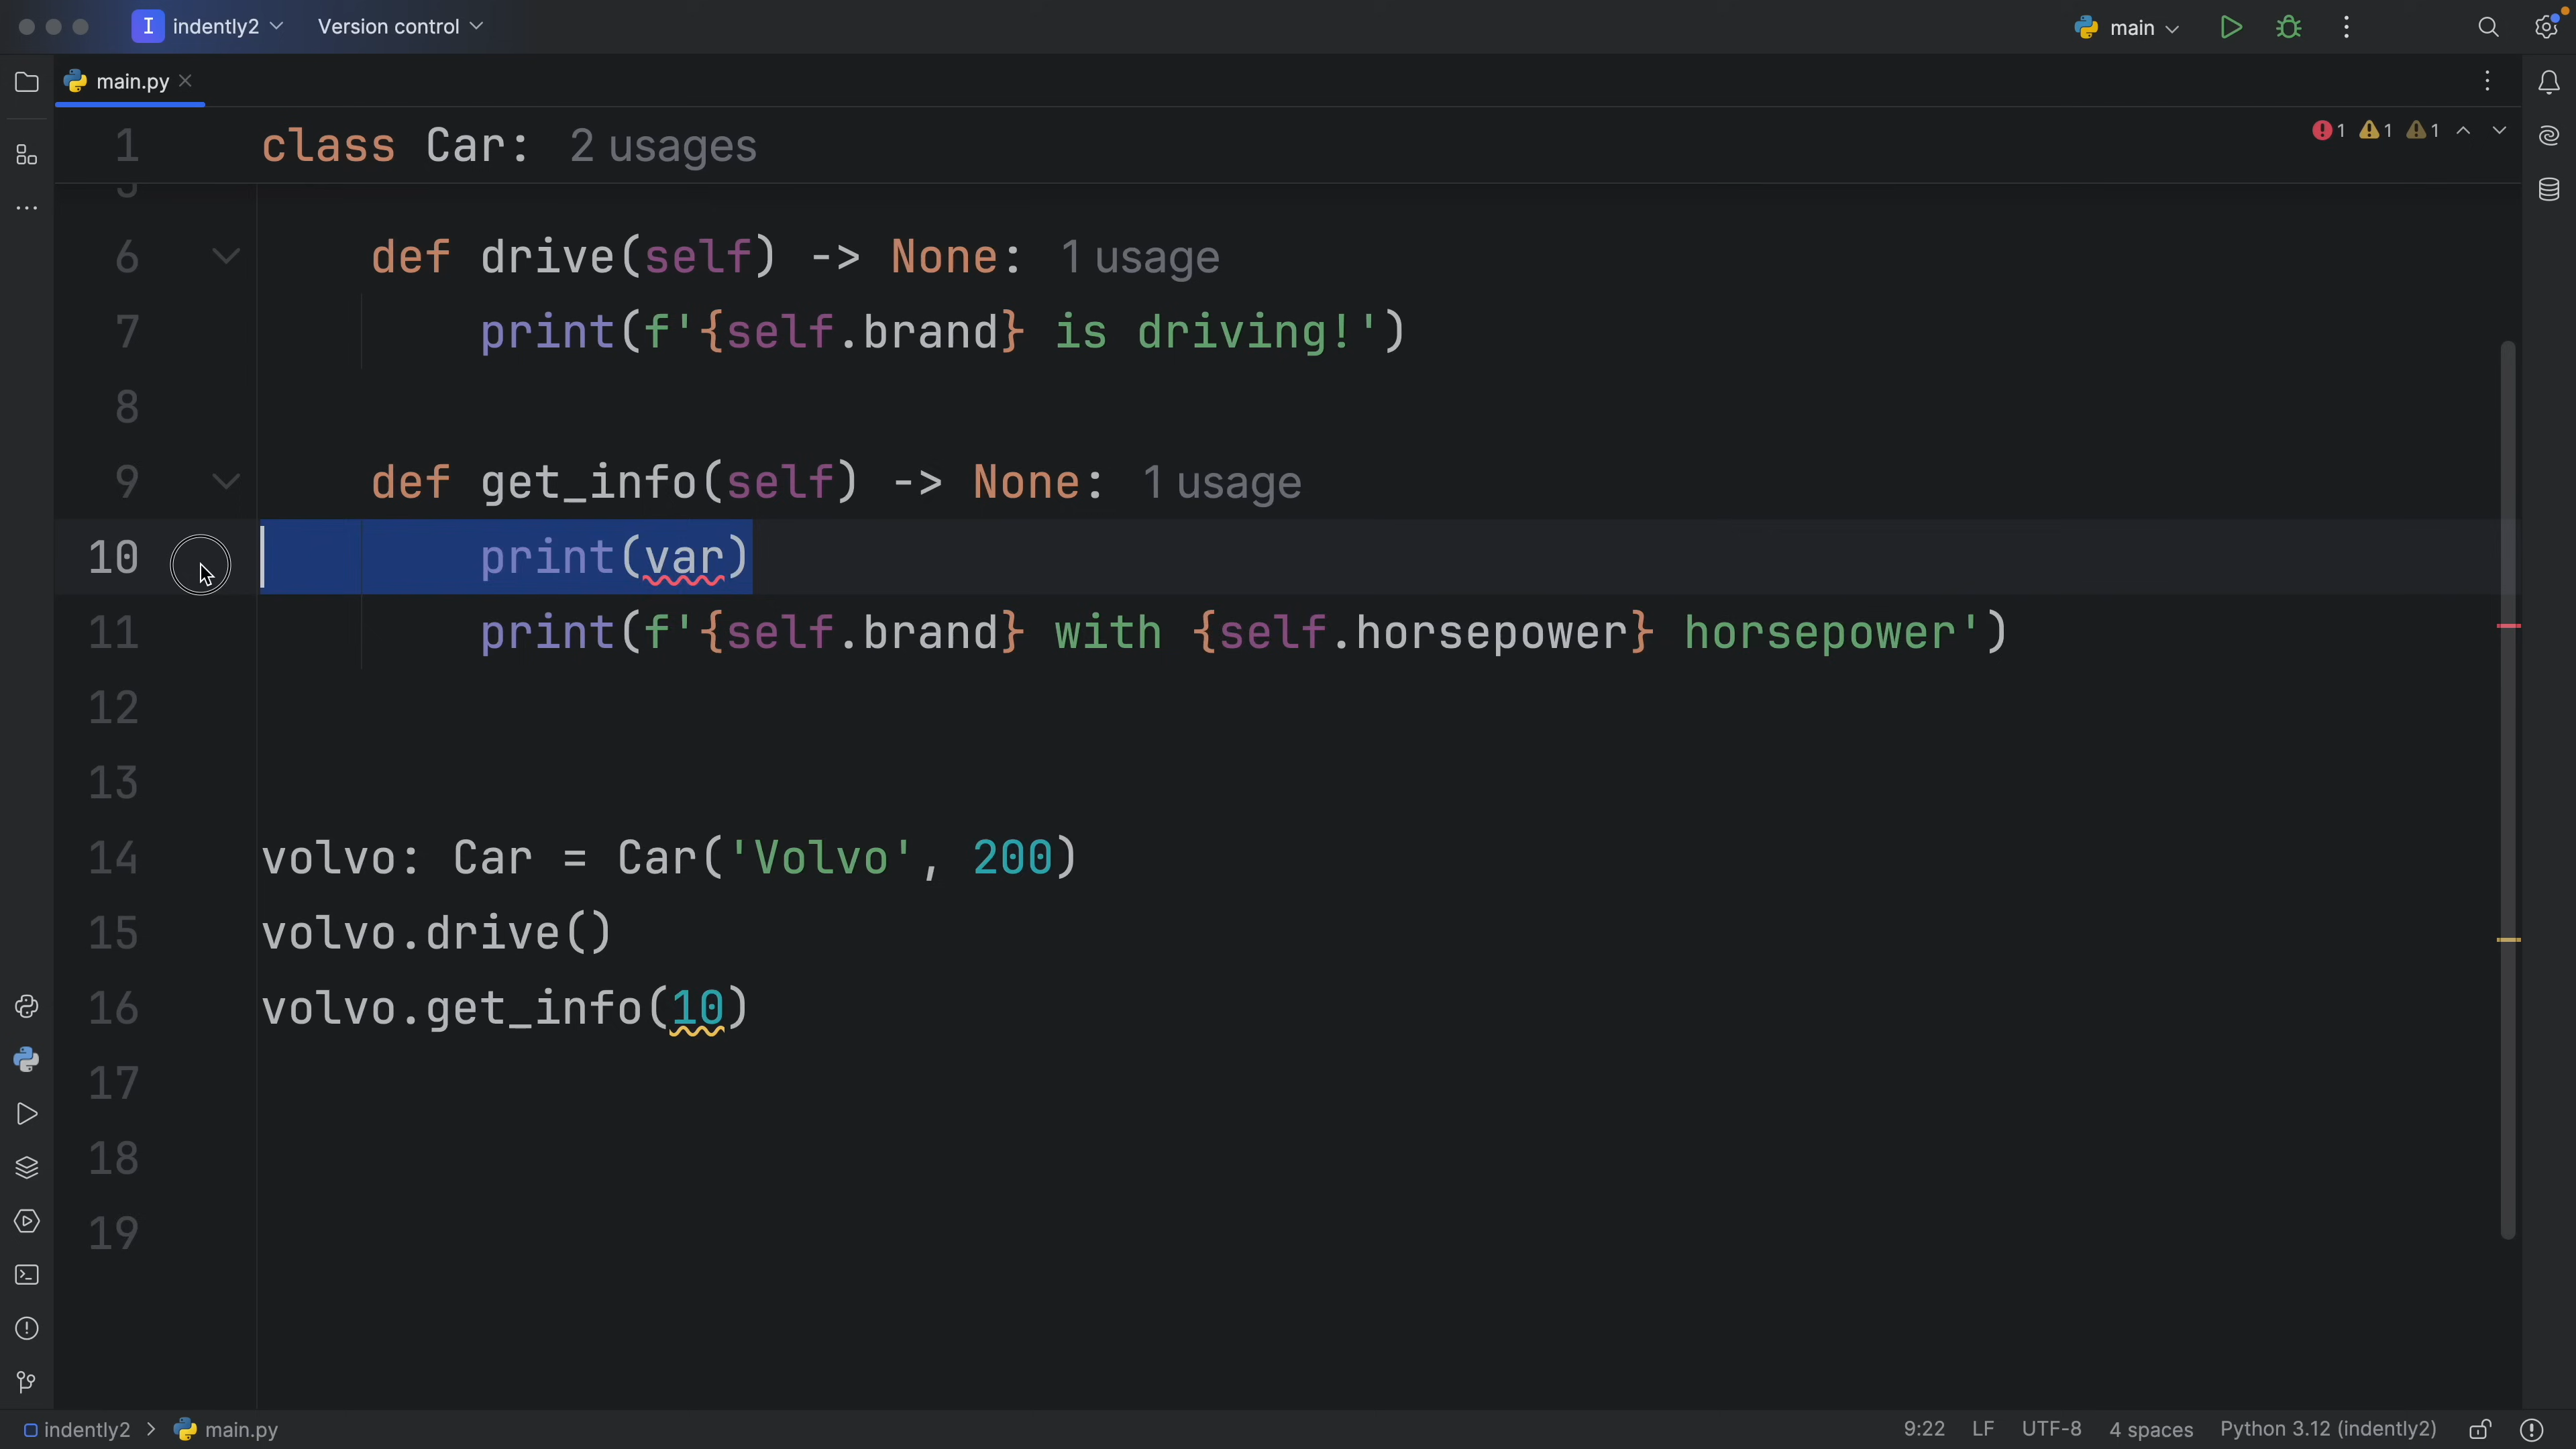 I indently2 Version control main
main.py
1 class Car: 2 usages
1 1 1
6 def drive(self) -> None: 1 usage
7 print(f'{self.brand} is driving!')
8
9 def get_info(self) -> None: 1 usage
10 print(var)
11 print(f'{self.brand} with {self.horsepower} horsepower')
12
13
14 volvo: Car = Car('Volvo', 200)
15 volvo.drive()
16 volvo.get_info(10)
17
18
19
indently2 > main.py 9:22 LF UTF-8 4 spaces Python 3.12 (indently2)